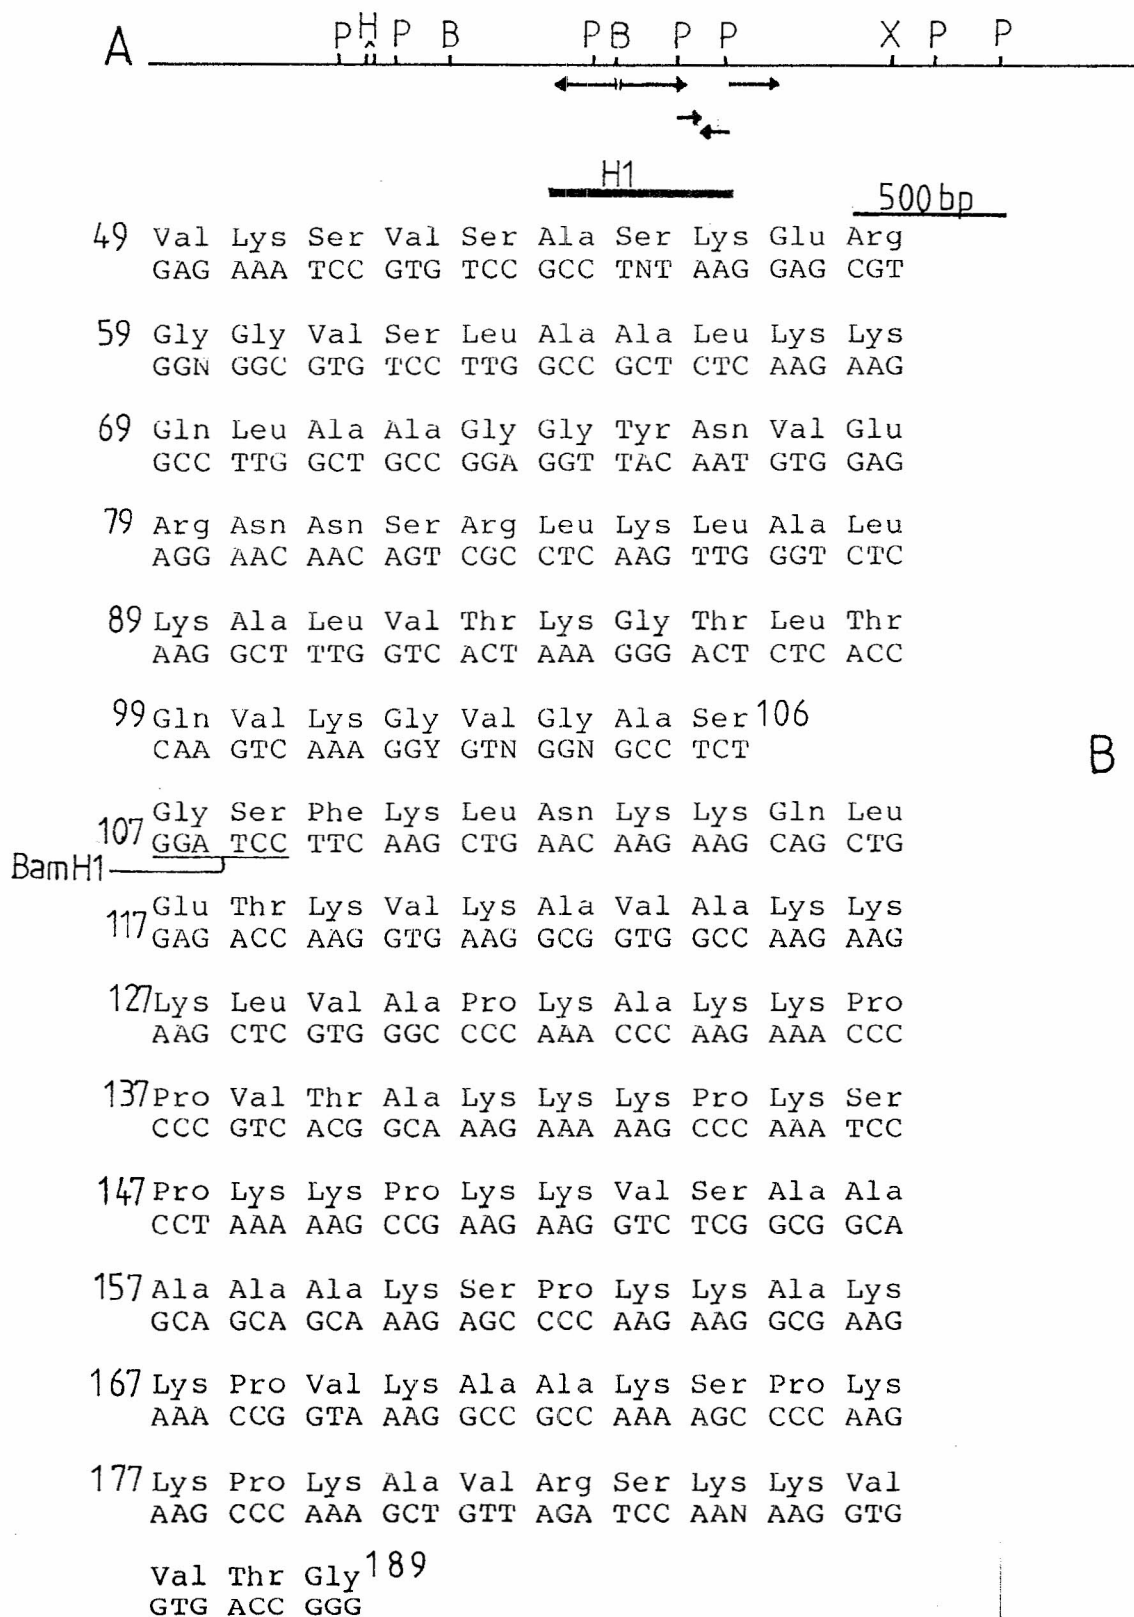 A P H P B P B P P X P P
H1
500 bp
49 Val Lys Ser Val Ser Ala Ser Lys Glu Arg
GAG AAA TCC GTG TCC GCC TNT AAG GAG CGT
59 Gly Gly Val Ser Leu Ala Ala Leu Lys Lys
GGN GGC GTG TCC TTG GCC GCT CTC AAG AAG
69 Gln Leu Ala Ala Gly Gly Tyr Asn Val Glu
GCC TTG GCT GCC GGA GGT TAC AAT GTG GAG
79 Arg Asn Asn Ser Arg Leu Lys Leu Ala Leu
AGG AAC AAC AGT CGC CTC AAG TTG GGT CTC
89 Lys Ala Leu Val Thr Lys Gly Thr Leu Thr
AAG GCT TTG GTC ACT AAA GGG ACT CTC ACC
99 Gln Val Lys Gly Val Gly Ala Ser 106
CAA GTC AAA GGY GTN GGN GCC TCT
B
Gly Ser Phe Lys Leu Asn Lys Lys Gln Leu
107 GGA TCC TTC AAG CTG AAC AAG AAG CAG CTG
BamH1
117 Glu Thr Lys Val Lys Ala Val Ala Lys Lys
GAG ACC AAG GTG AAG GCG GTG GCC AAG AAG
127 Lys Leu Val Ala Pro Lys Ala Lys Lys Pro
AAG CTC GTG GGC CCC AAA CCC AAG AAA CCC
137 Pro Val Thr Ala Lys Lys Lys Pro Lys Ser
CCC GTC ACG GCA AAG AAA AAG CCC AAA TCC
147 Pro Lys Lys Pro Lys Lys Val Ser Ala Ala
CCT AAA AAG CCG AAG AAG GTC TCG GCG GCA
157 Ala Ala Ala Lys Ser Pro Lys Lys Ala Lys
GCA GCA GCA AAG AGC CCC AAG AAG GCG AAG
167 Lys Pro Val Lys Ala Ala Lys Ser Pro Lys
AAA CCG GTA AAG GCC GCC AAA AGC CCC AAG
177 Lys Pro Lys Ala Val Arg Ser Lys Lys Val
AAG CCC AAA GCT GTT AGA TCC AAN AAG GTG
Val Thr Gly 189
GTG ACC GGG